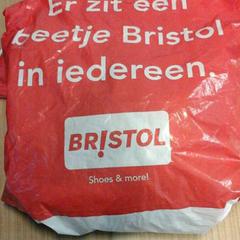 Er zit een
beetje Bristol
in iedereen.
BR!STOL
Shoes & more!